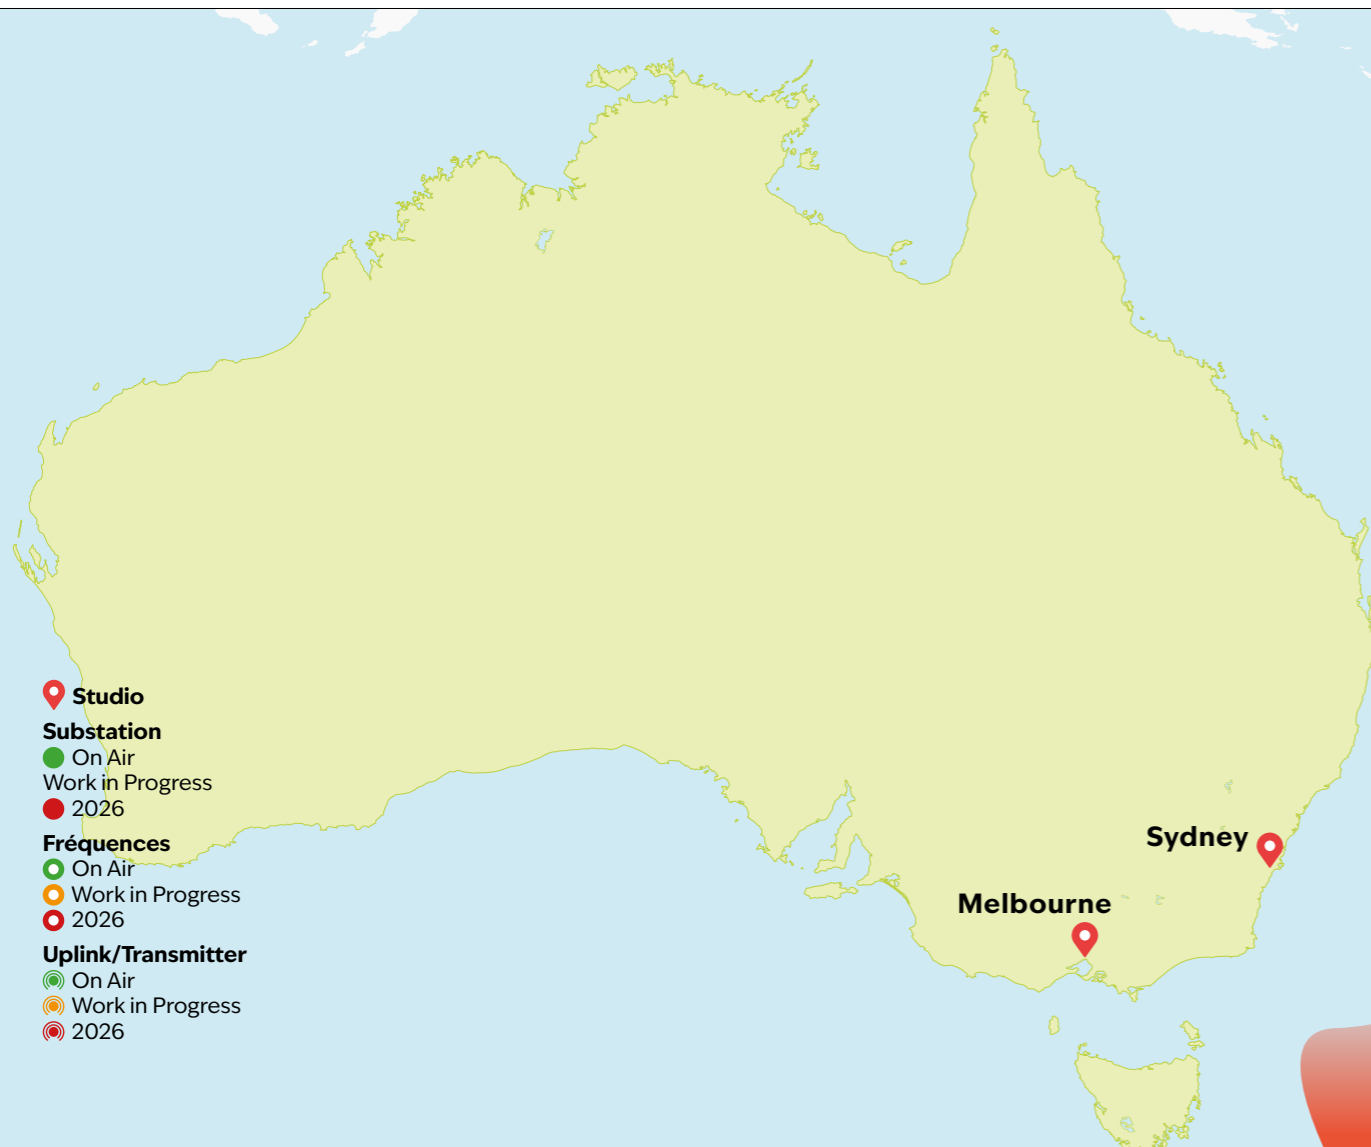 Studio
Substation
On Air
Work in Progress
2026
Fréquences
On Air
Work in Progress
2026
Uplink/Transmitter
On Air
Work in Progress
2026
Sydney
Melbourne